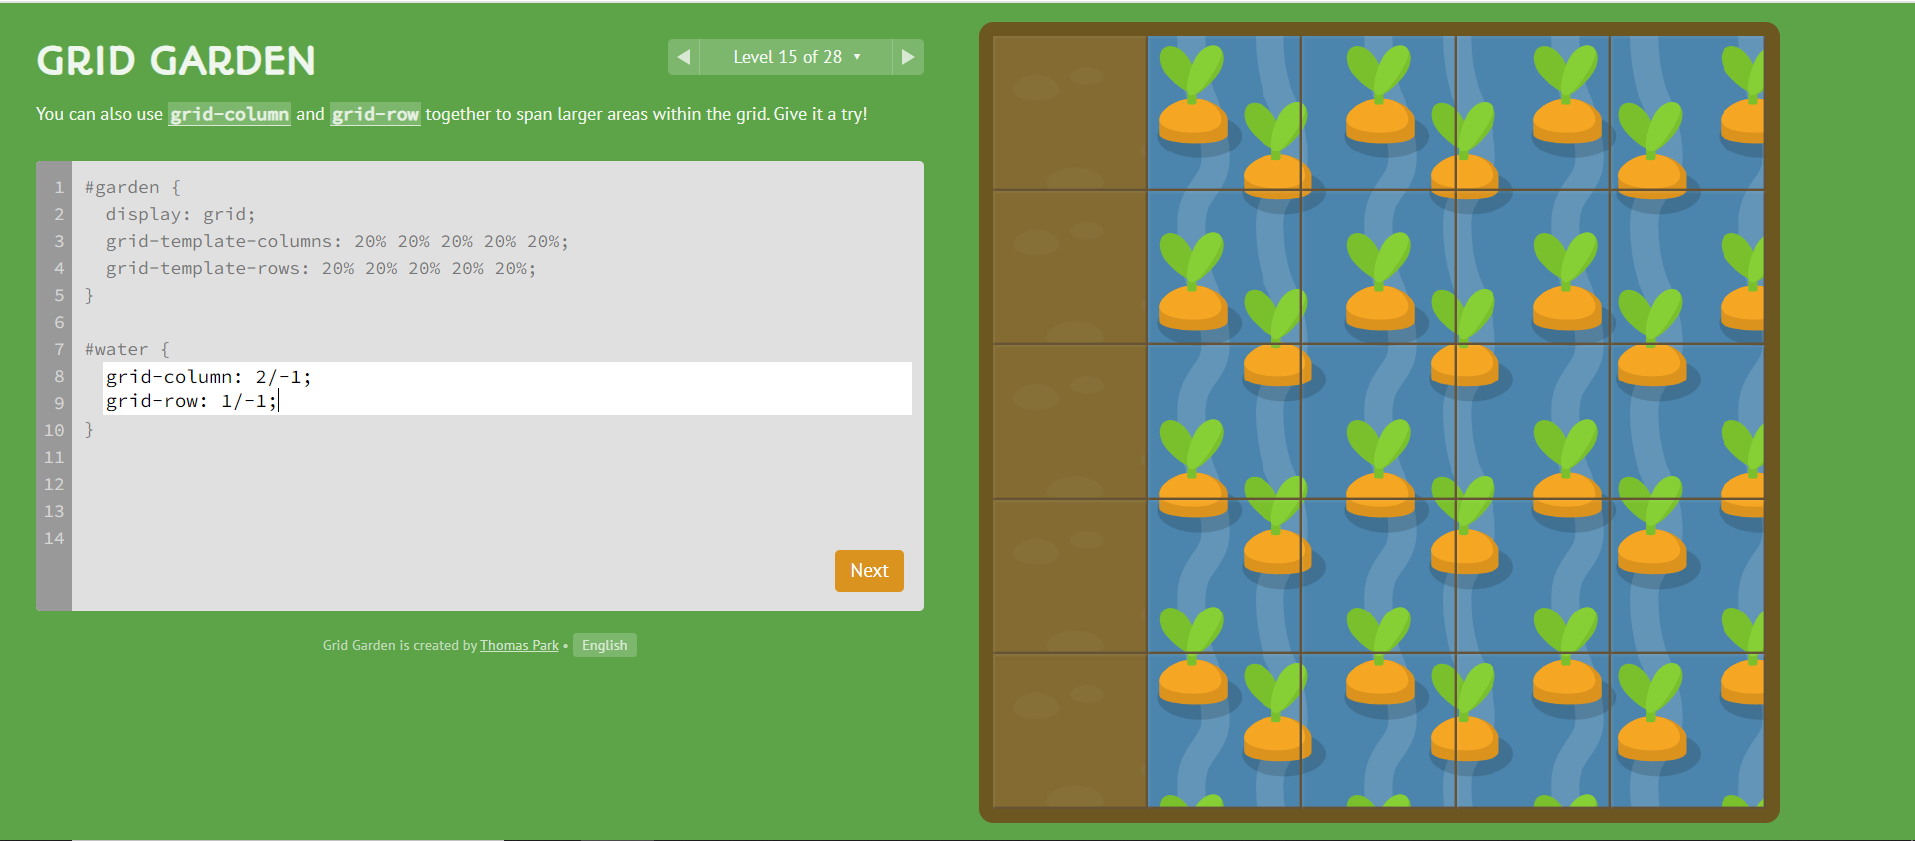 GRID GARDEN
◀ Level 15 of 28 ▾ ▶
You can also use grid-column and grid-row together to span larger areas within the grid. Give it a try!
1 #garden {
2 display: grid;
3 grid-template-columns: 20% 20% 20% 20% 20%;
4 grid-template-rows: 20% 20% 20% 20% 20%;
5 }
6
7 #water {
8 grid-column: 2/-1;
9 grid-row: 1/-1;
10 }
11
12
13
14
Next
Grid Garden is created by Thomas Park • English